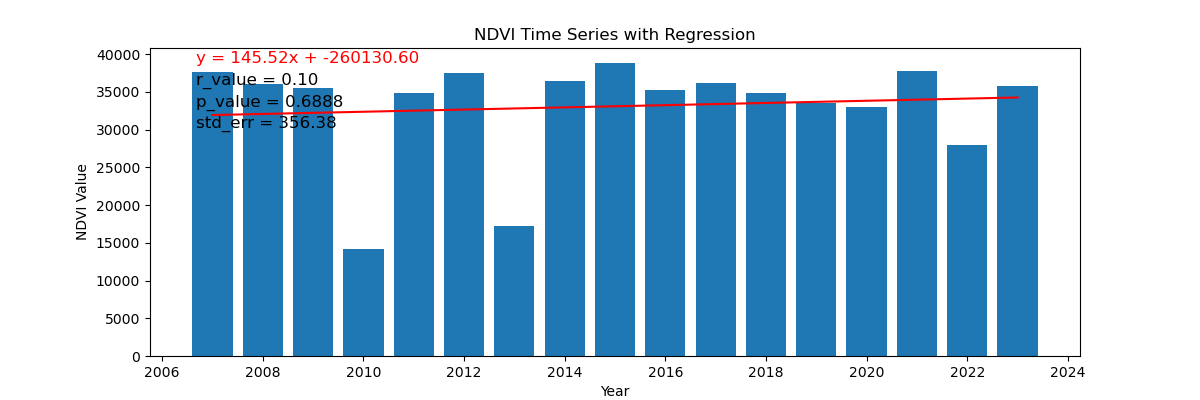 NDVI Time Series with Regression
y = 145.52x + -260130.60
r_value = 0.10
p_value = 0.6888
std_err = 356.38
NDVI Value
40000
35000
30000
25000
20000
15000
10000
5000
0
2006 2008 2010 2012 2014 2016 2018 2020 2022 2024
Year